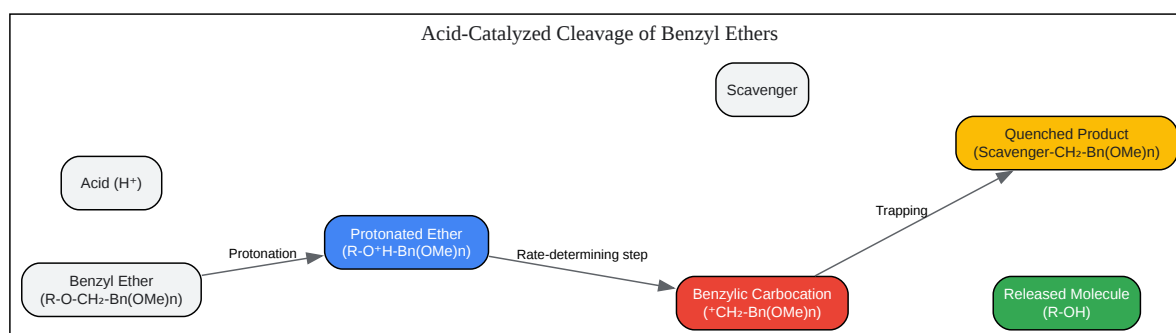 Acid-Catalyzed Cleavage of Benzyl Ethers
Scavenger
Quenched Product
(Scavenger-CH₂-Bn(OMe)n)
Acid (H⁺)
Trapping
Protonated Ether
(R-O⁺H-Bn(OMe)n)
Protonation
Rate-determining step
Benzyl Ether
(R-O-CH₂-Bn(OMe)n)
Benzylic Carbocation
(⁺CH₂-Bn(OMe)n)
Released Molecule
(R-OH)